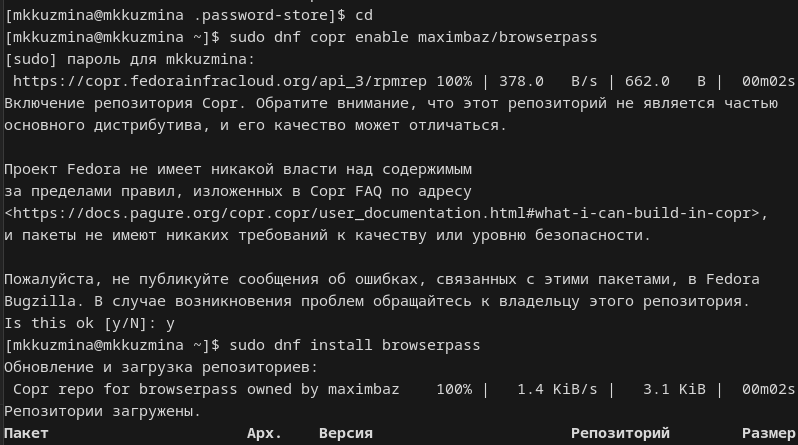 [mkkuzmina@mkkuzmina .password-store]$ cd
[mkkuzmina@mkkuzmina ~]$ sudo dnf copr enable maximbaz/browserpass
[sudo] пароль для mkkuzmina:
https://copr.fedorainfracloud.org/api_3/rpmrep 100% | 378.0   B/s | 662.0   B |  00m02s
Включение репозитория Copr. Обратите внимание, что этот репозиторий не является частью
основного дистрибутива, и его качество может отличаться.
Проект Fedora не имеет никакой власти над содержимым
за пределами правил, изложенных в Copr FAQ по адресу
<https://docs.pagure.org/copr.copr/user_documentation.html#what-i-can-build-in-copr>,
и пакеты не имеют никаких требований к качеству или уровню безопасности.
Пожалуйста, не публикуйте сообщения об ошибках, связанных с этими пакетами, в Fedora
Bugzilla. В случае возникновения проблем обращайтесь к владельцу этого репозитория.
Is this ok [y/N]: y
[mkkuzmina@mkkuzmina ~]$ sudo dnf install browserpass
Обновление и загрузка репозиториев:
Copr repo for browserpass owned by maximbaz    100% |   1.4 KiB/s |   3.1 KiB |  00m02s
Репозитории загружены.
Пакет                      Арх.    Версия                      Репозиторий        Размер